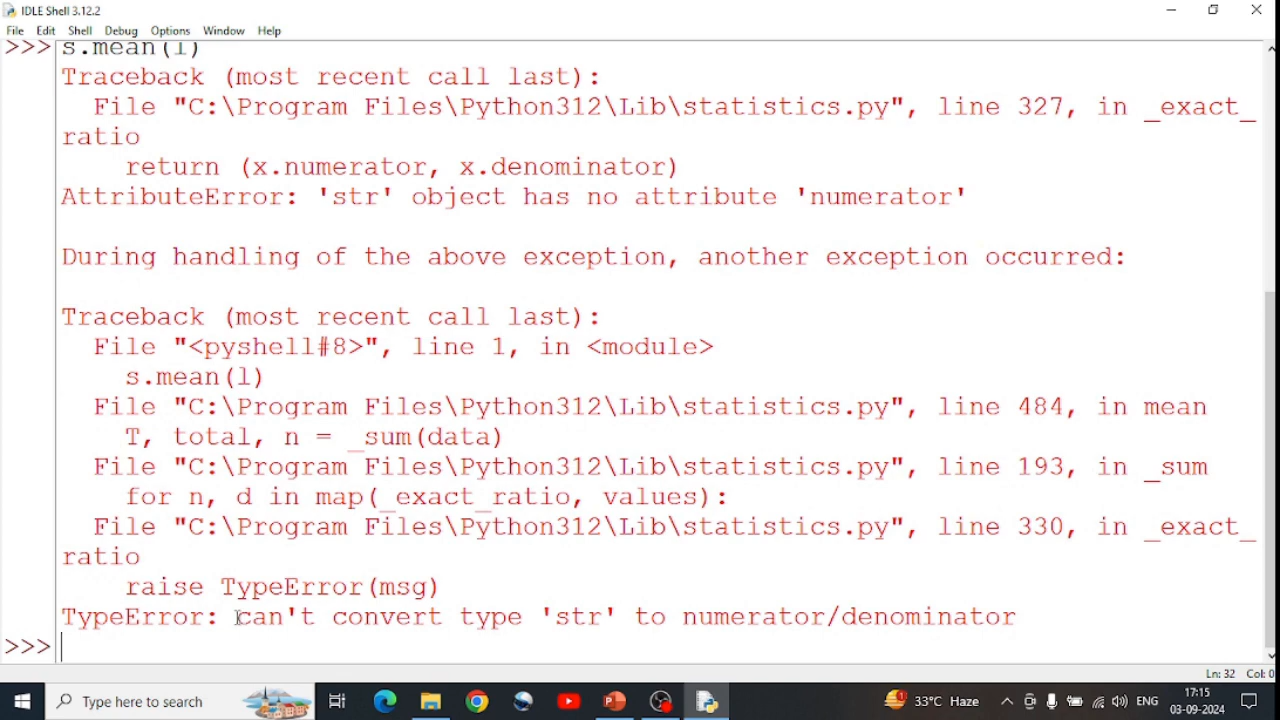 IDLE Shell 3.12.2
File Edit Shell Debug Options Window Help
>>> s.mean(l)
Traceback (most recent call last):
File "C:\Program Files\Python312\Lib\statistics.py", line 327, in _exact_
ratio
return (x.numerator, x.denominator)
AttributeError: 'str' object has no attribute 'numerator'
During handling of the above exception, another exception occurred:
Traceback (most recent call last):
File "<pyshell#8>", line 1, in <module>
s.mean(l)
File "C:\Program Files\Python312\Lib\statistics.py", line 484, in mean
T, total, n = _sum(data)
File "C:\Program Files\Python312\Lib\statistics.py", line 193, in _sum
for n, d in map(_exact_ratio, values):
File "C:\Program Files\Python312\Lib\statistics.py", line 330, in _exact_
ratio
raise TypeError(msg)
TypeError: can't convert type 'str' to numerator/denominator
>>>
Ln: 32 Col: 0
Type here to search
1
33°C Haze
ENG
17:15
03-09-2024